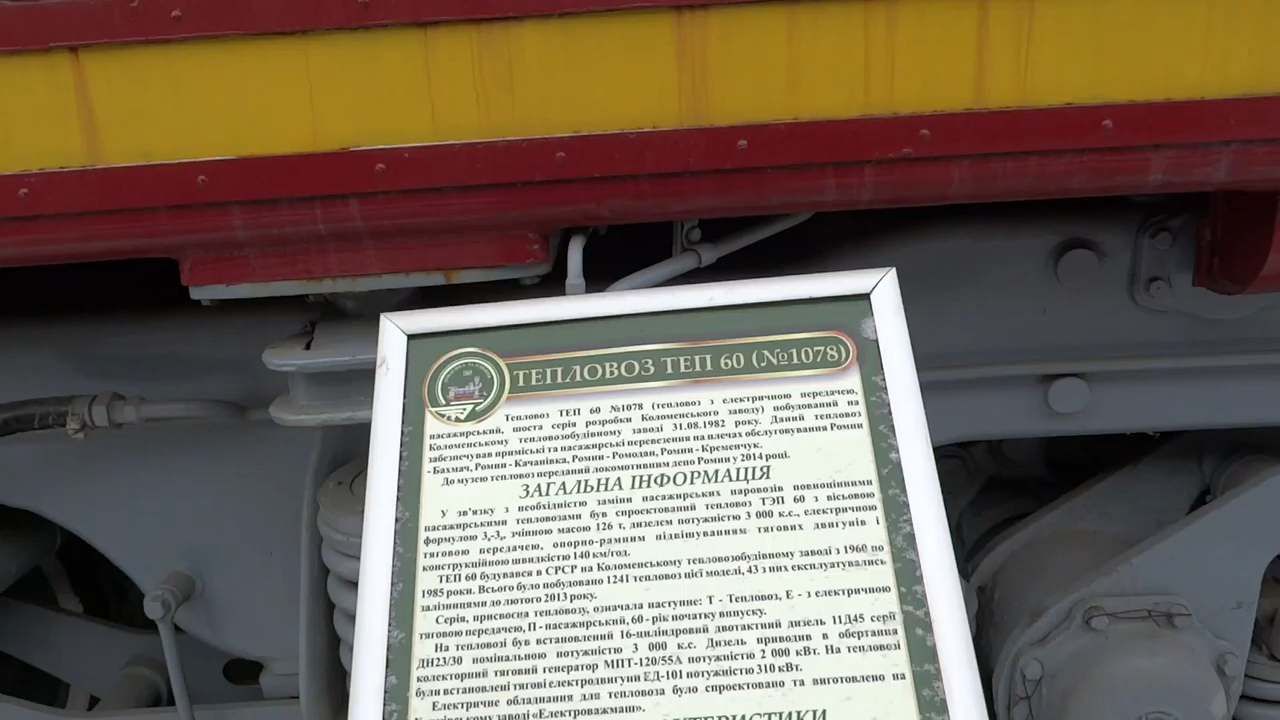 ТЕПЛОВОЗ ТЕП 60 (№1078)
Тепловоз ТЕП 60 №1078 (тепловоз з електричною передачею,
пасажирський, шоста серія розробки Коломенського заводу) побудований на
Коломенському тепловозобудівному заводі 31.08.1982 року. Даний тепловоз
забезпечував приміські та пасажирські перевезення на плечах обслуговування Ромни
- Бахмач, Ромни - Качанівка, Ромни - Ромодан, Ромни - Кременчук.
До музею тепловоз переданий локомотивним депо Ромни у 2014 році.
ЗАГАЛЬНА ІНФОРМАЦІЯ
У зв'язку з необхідністю заміни пасажирських паровозів повноцінними
пасажирськими тепловозами був спроектований тепловоз ТЭП 60 з вісьовою
формулою 3₀-3₀, зчіпною масою 126 т, дизелем потужністю 3 000 к.с., електричною
тяговою передачею, опорно-рамним підвішуванням тягових двигунів і
конструкційною швидкістю 140 км/год.
ТЕП 60 будувався в СРСР на Коломенському тепловозобудівному заводі з 1960 по
1985 роки. Всього було побудовано 1241 тепловоз цієї моделі, 43 з них експлуатувались
залізницями до лютого 2013 року.
Серія, присвоєна тепловозу, означала наступне: Т - Тепловоз, Е - з електричною
тяговою передачею, П - пасажирський, 60 - рік початку випуску.
На тепловозі був встановлений 16-циліндровий двотактний дизель 11Д45 серії
ДН23/30 номінальною потужністю 3 000 к.с. Дизель приводив в обертання
колекторний тяговий генератор МПТ-120/55А потужністю 2 000 кВт. На тепловозі
були встановлені тягові електродвигуни ЕД-101 потужністю 310 кВт.
Електричне обладнання для тепловоза було спроектовано та виготовлено на
заводі «Електроважмаш».